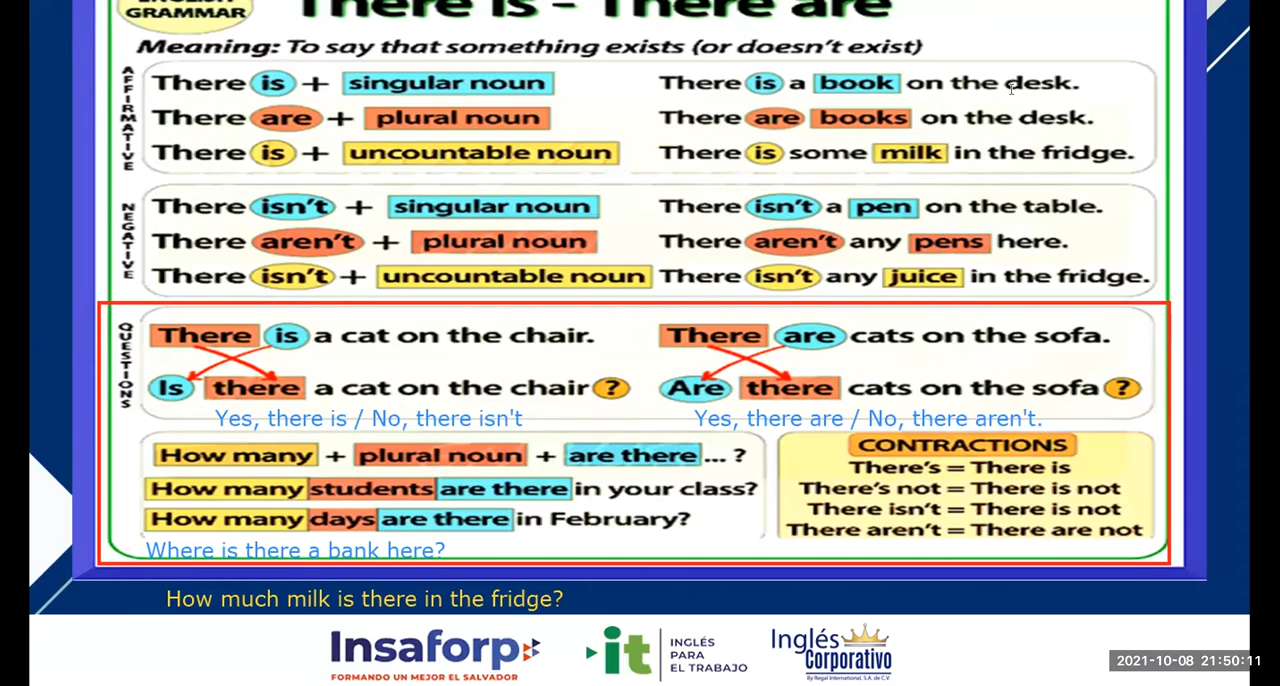 ENGLISH
GRAMMAR
There is - There are
Meaning: To say that something exists (or doesn't exist)
AFFIRMATIVE
There is + singular noun
There is a book on the desk.
There are + plural noun
There are books on the desk.
There is + uncountable noun
There is some milk in the fridge.
NEGATIVE
There isn't + singular noun
There isn't a pen on the table.
There aren't + plural noun
There aren't any pens here.
There isn't + uncountable noun
There isn't any juice in the fridge.
QUESTIONS
There is a cat on the chair.
Is there a cat on the chair ?
Yes, there is / No, there isn't
There are cats on the sofa.
Are there cats on the sofa ?
Yes, there are / No, there aren't.
How many + plural noun + are there ... ?
How many students are there in your class?
How many days are there in February?
Where is there a bank here?
CONTRACTIONS
There's = There is
There's not = There is not
There isn't = There is not
There aren't = There are not
How much milk is there in the fridge?
Insaforp
FORMANDO UN MEJOR EL SALVADOR
it
INGLÉS
PARA
EL TRABAJO
Inglés
Corporativo
By Regal International, S.A. de C.V.
2021-10-08 21:50:11